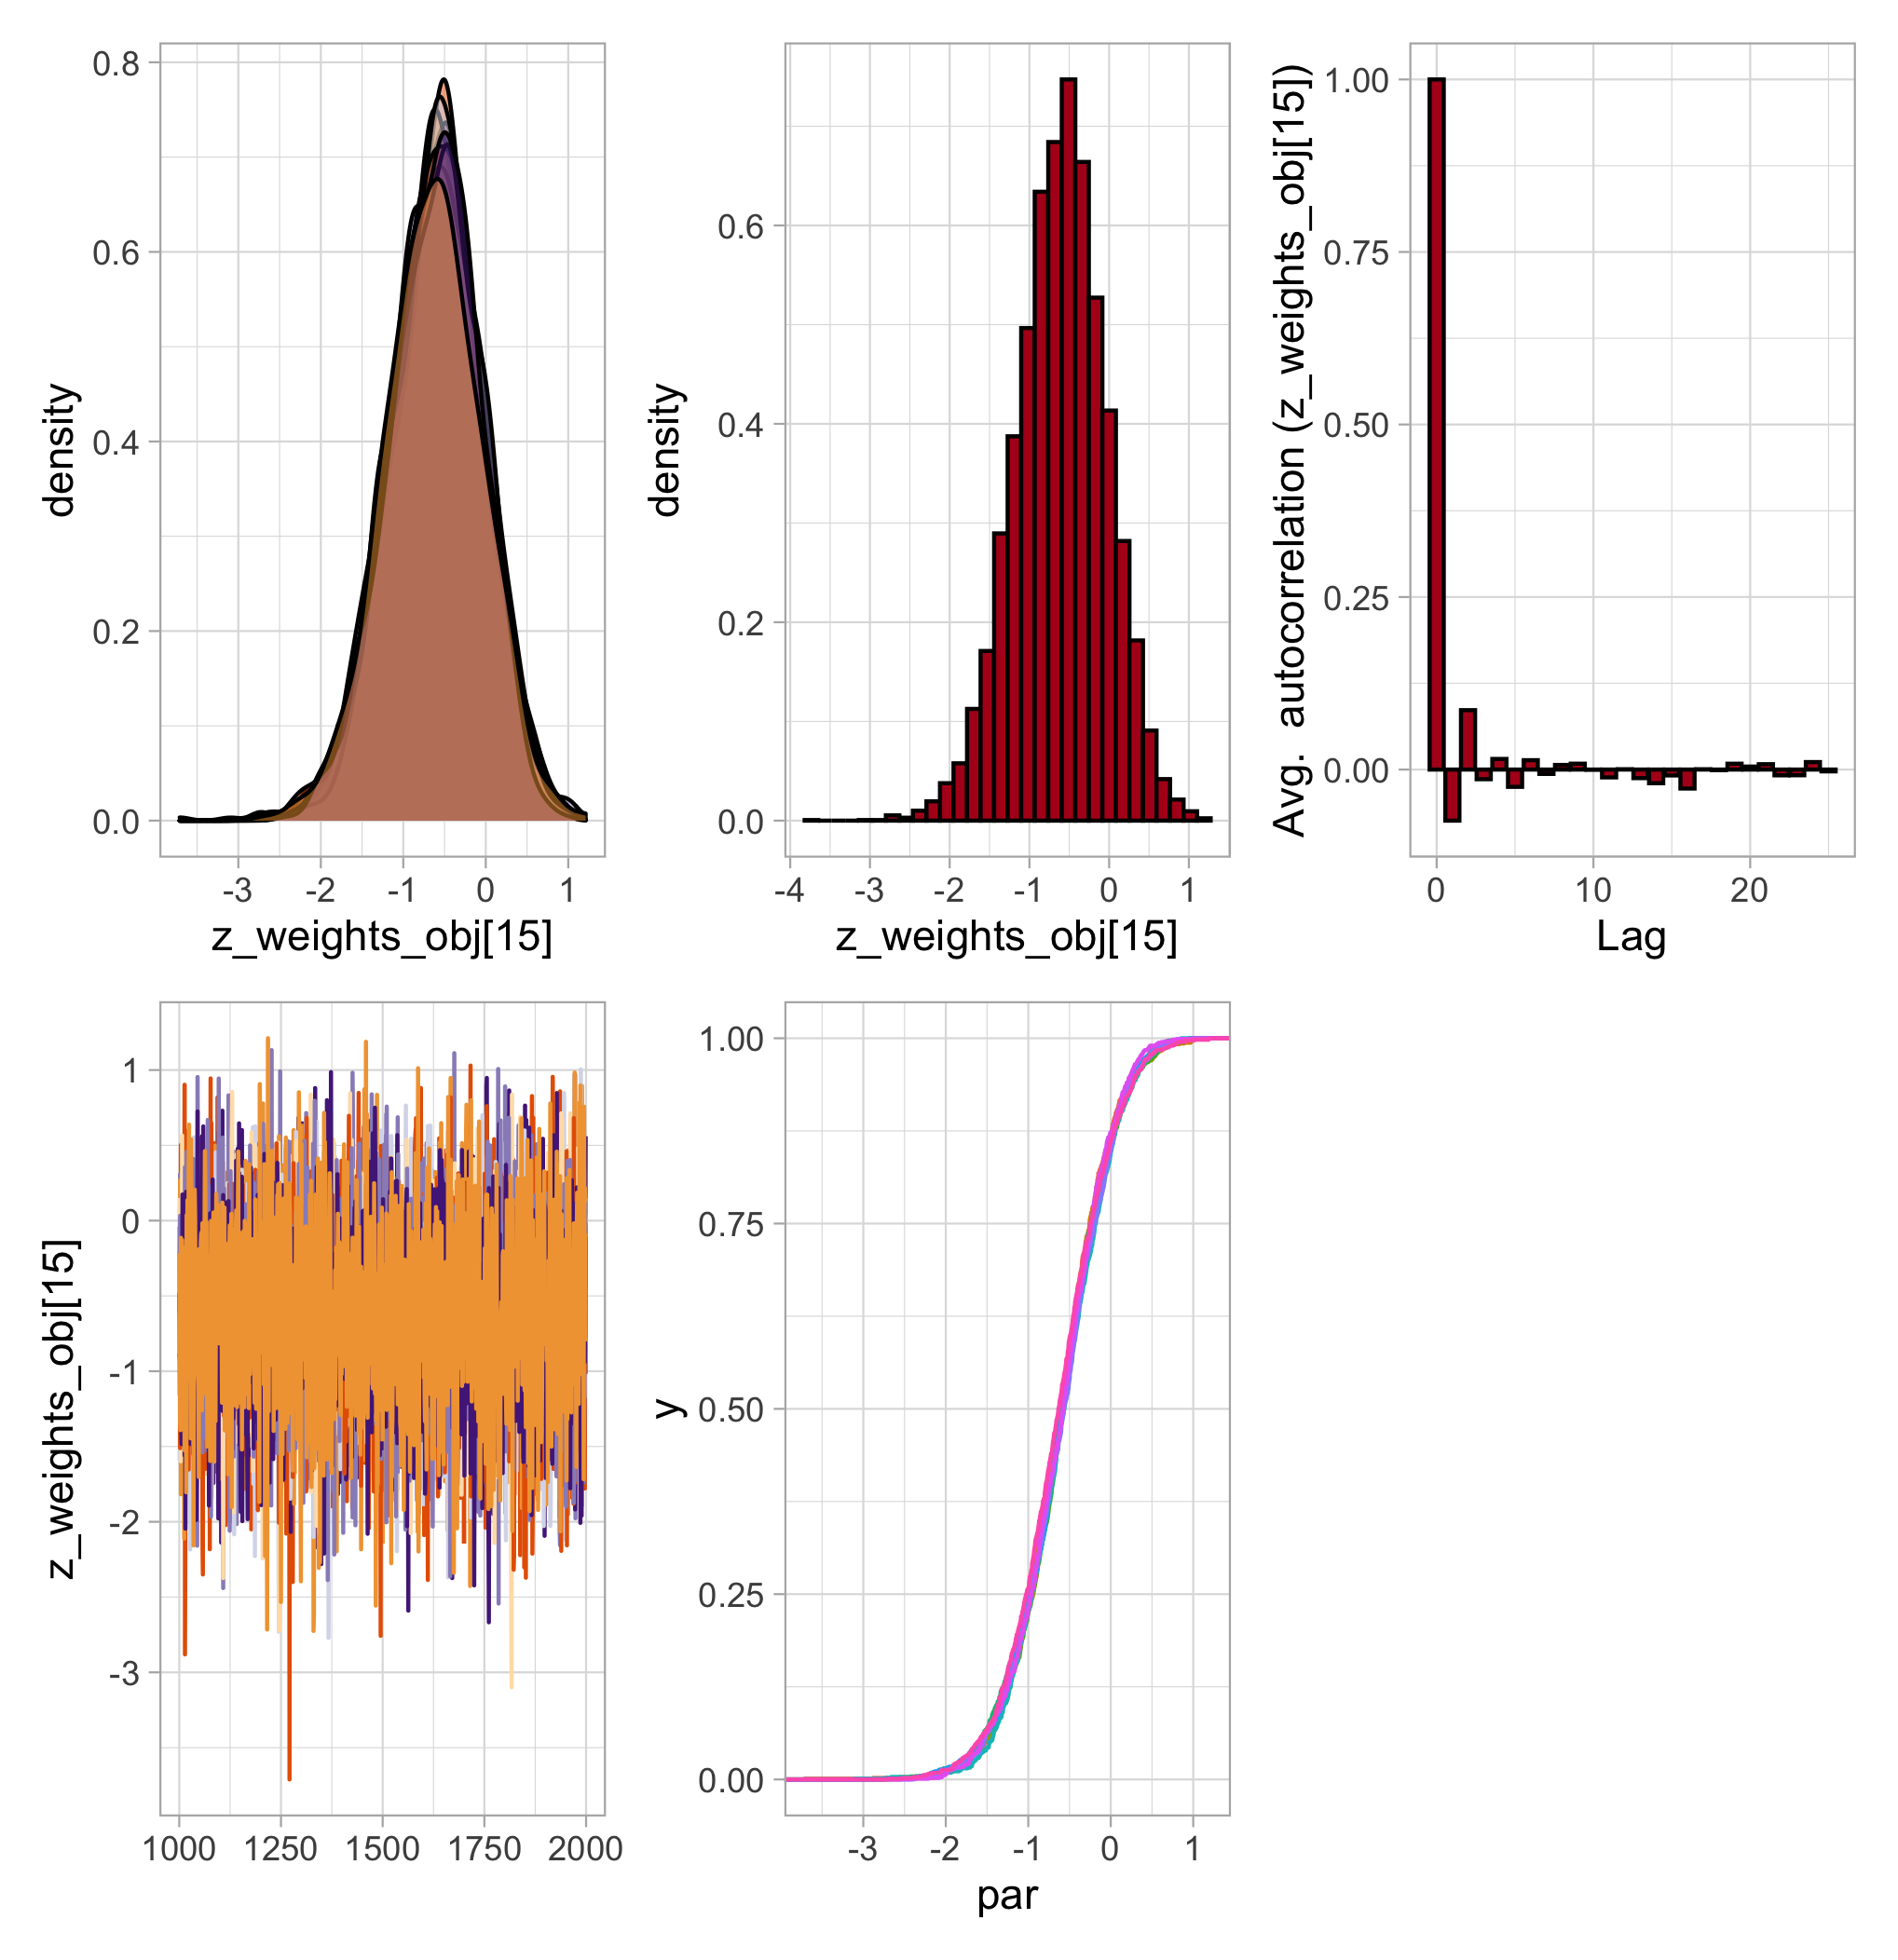 density
0.8
0.6
0.4
0.2
0.0
-3 -2 -1 0 1
z_weights_obj[15]
density
0.6
0.4
0.2
0.0
-4 -3 -2 -1 0 1
z_weights_obj[15]
Avg. autocorrelation (z_weights_obj[15])
1.00
0.75
0.50
0.25
0.00
0 10 20
Lag
z_weights_obj[15]
1
0
-1
-2
-3
1000 1250 1500 1750 2000
y
1.00
0.75
0.50
0.25
0.00
-3 -2 -1 0 1
par